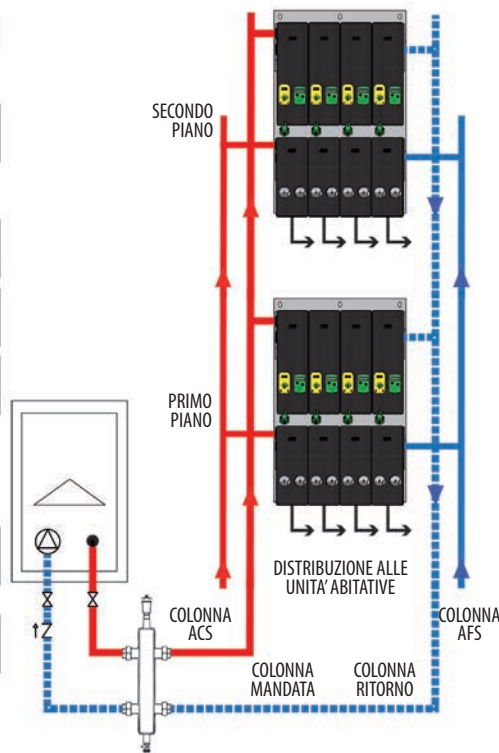 SECONDO
PIANO
PRIMO
PIANO
DISTRIBUZIONE ALLE
UNITA’ ABITATIVE
COLONNA
ACS
COLONNA
AFS
COLONNA
MANDATA
COLONNA
RITORNO